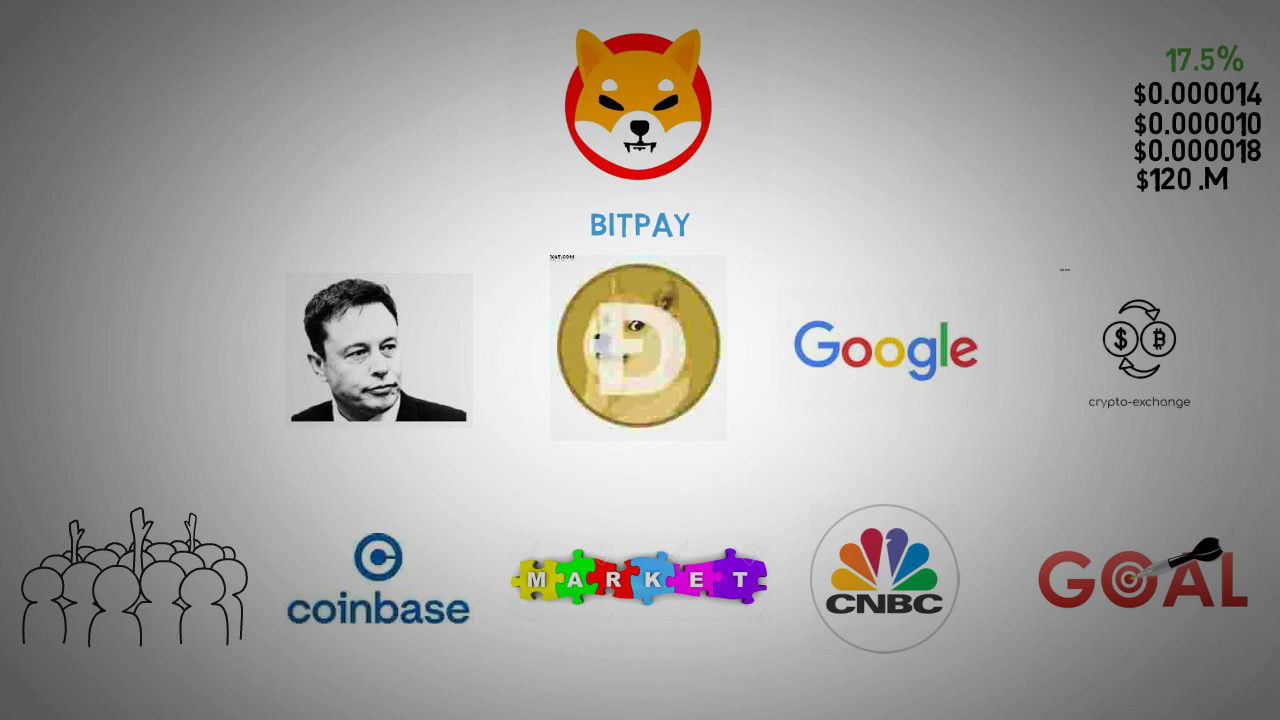 17.5%
$0.000014
$0.000010
$0.000018
$120 .M
BITPAY
Google
crypto-exchange
coinbase
MARKET
CNBC
GOAL